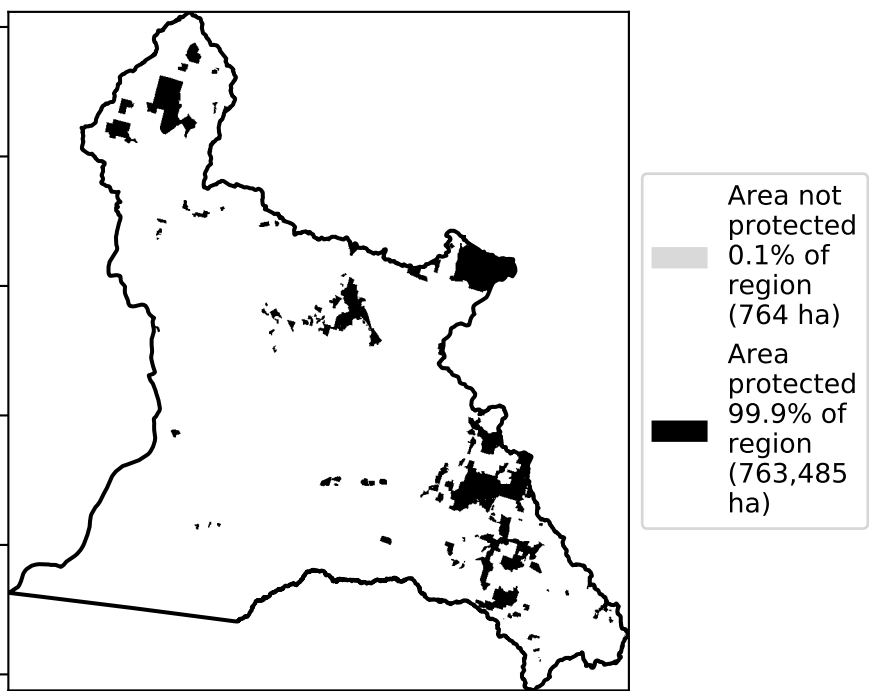 Area not
protected
0.1% of
region
(764 ha)
Area
protected
99.9% of
region
(763,485
ha)